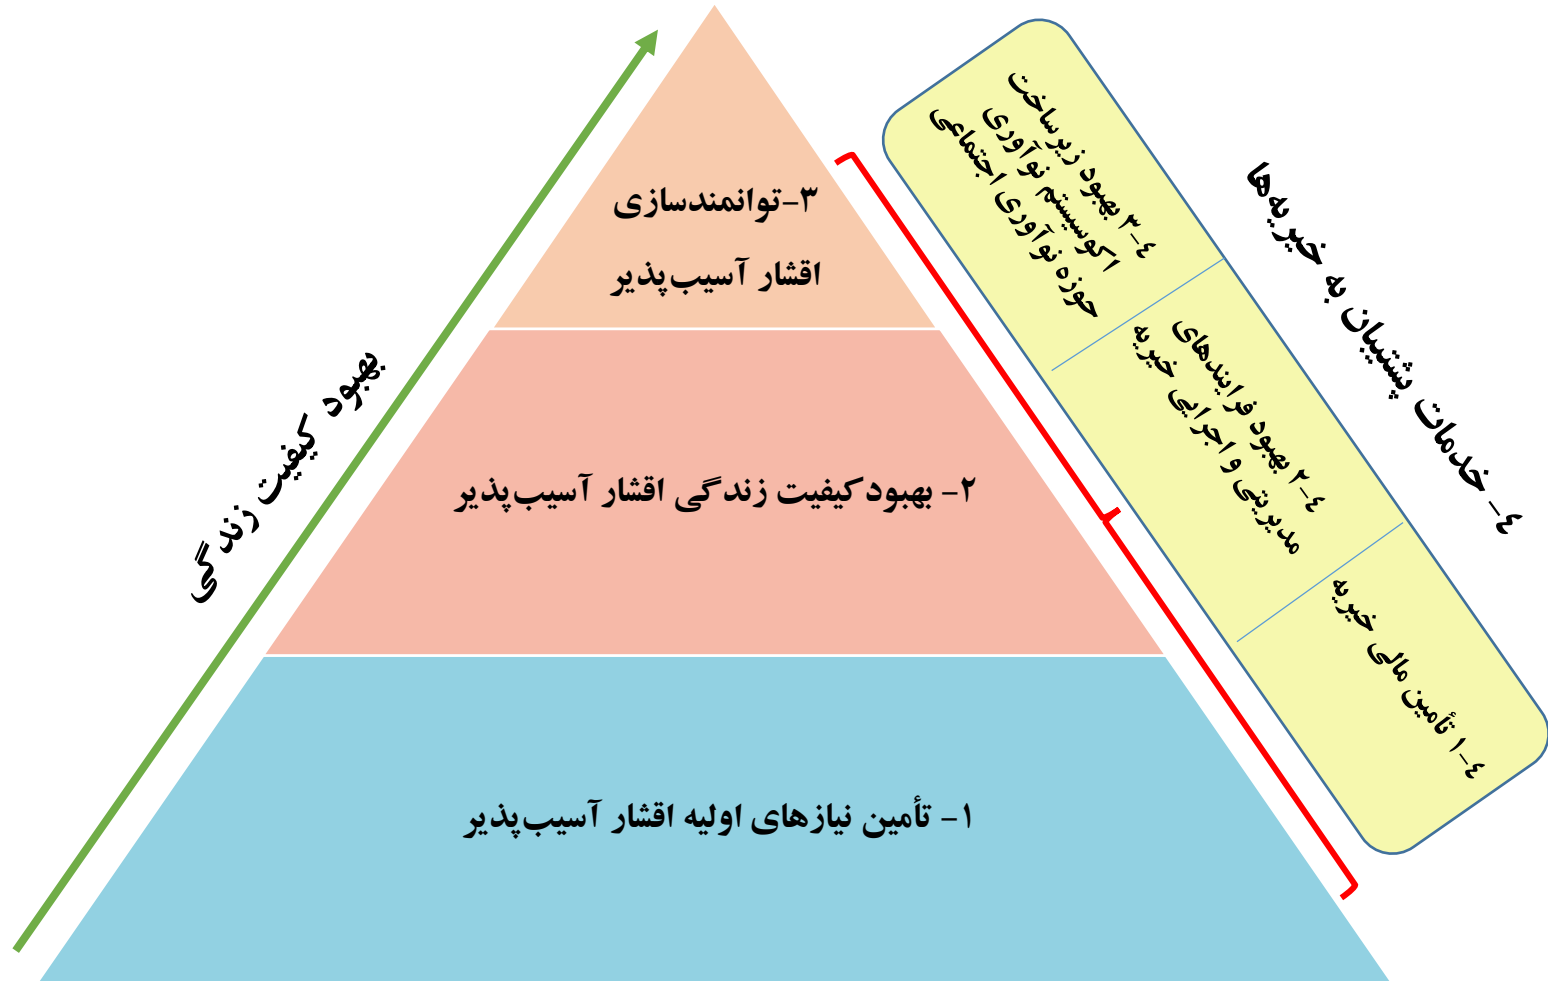 ۳-توانمندسازی
اقشار آسیب‌پذیر
۲- بهبود کیفیت زندگی اقشار آسیب‌پذیر
۱- تأمین نیازهای اولیه اقشار آسیب‌پذیر
بهبود کیفیت زندگی
۴- خدمات پشتیبان به خیریه‌ها
۴-۳ بهبود زیرساخت
اکوسیستم نوآوری
حوزه نوآوری اجتماعی
۴-۲ بهبود فرایندهای
مدیریتی و اجرایی خیریه
۴-۱ تأمین مالی خیریه